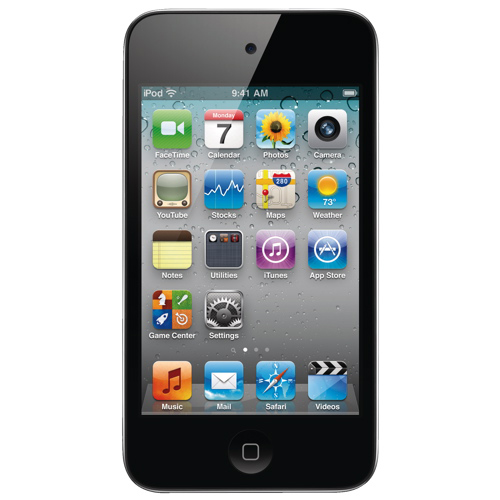 iPod 9:41 AM
Monday
7
280
73°
FaceTime Calendar Photos Camera
YouTube Stocks Maps Weather
Notes Utilities iTunes App Store
Game Center Settings
Music Mail Safari Videos